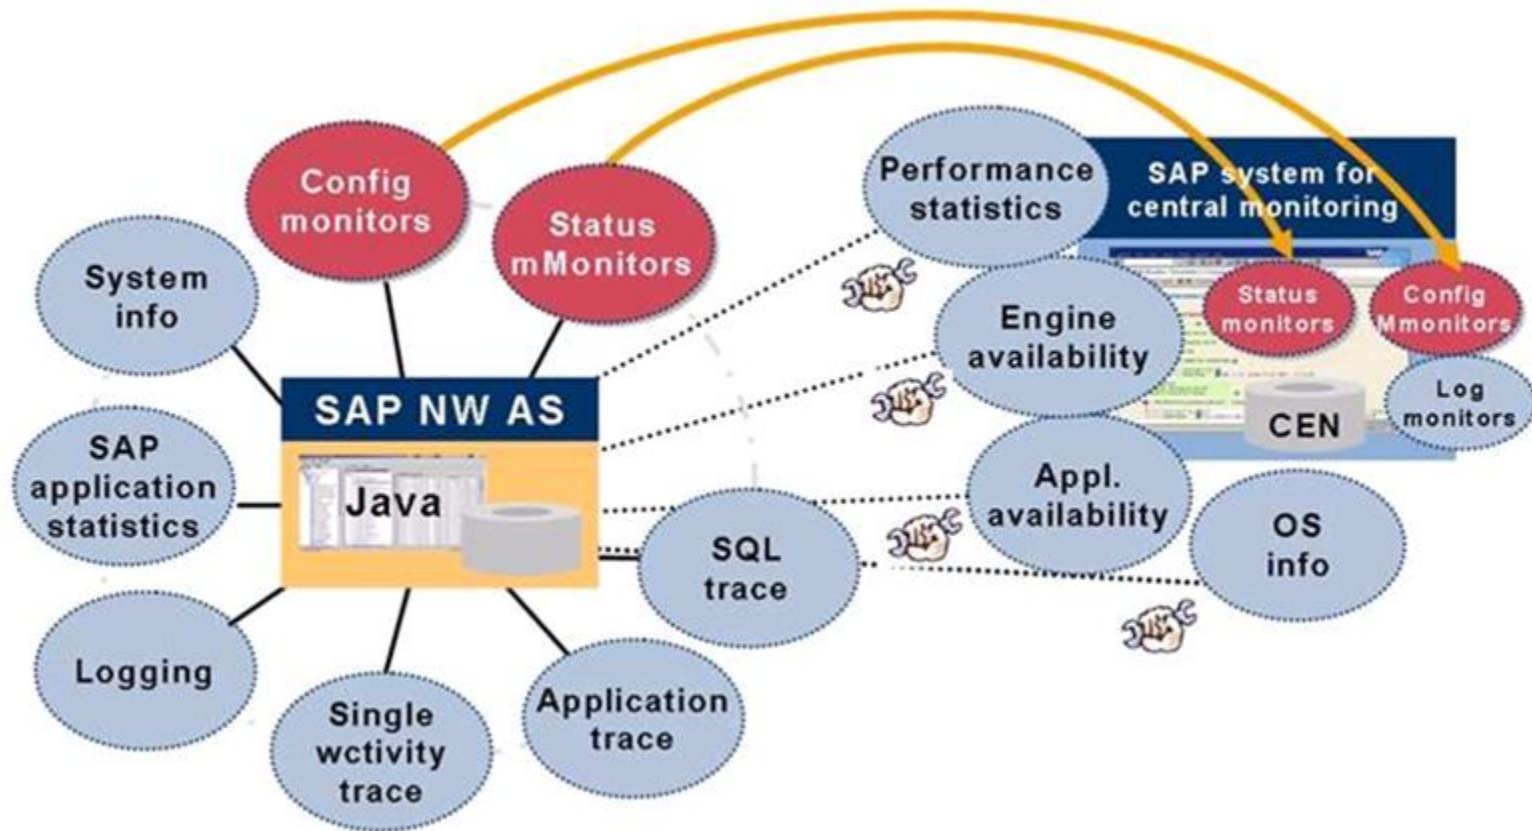 Config
monitors
Status
mMonitors
System
info
SAP NW AS
Java
SAP
application
statistics
Logging
Single
wctivity
trace
Application
trace
SQL
trace
Performance
statistics
Engine
availability
Appl.
availability
OS
info
SAP system for
central monitoring
SAP
Status
monitors
Config
Mmonitors
Log
monitors
CEN